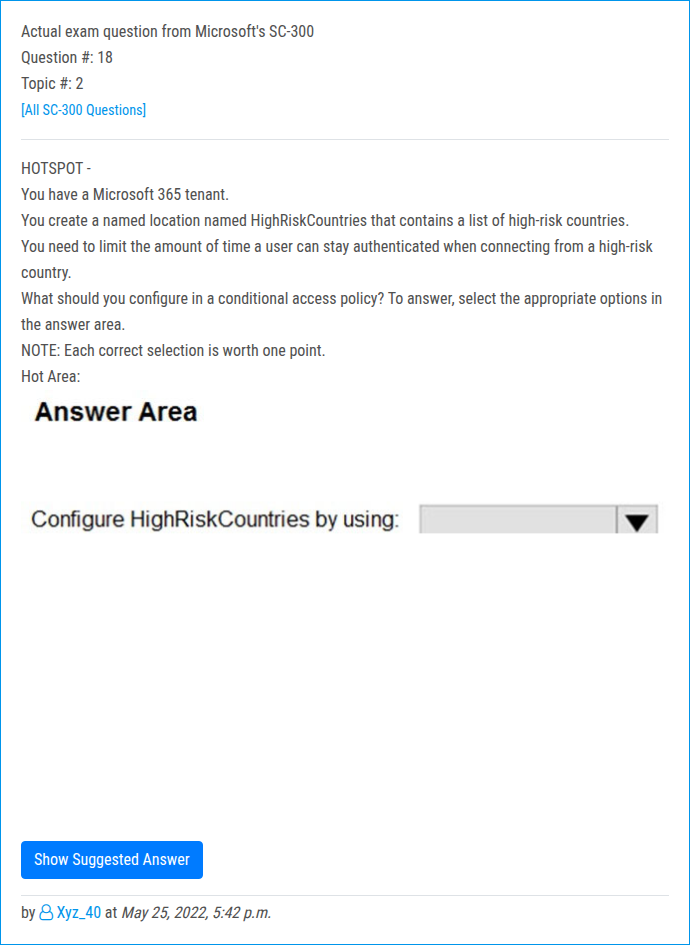 Actual exam question from Microsoft's SC-300
Question #: 18
Topic #: 2
[All SC-300 Questions]
HOTSPOT -
You have a Microsoft 365 tenant.
You create a named location named HighRiskCountries that contains a list of high-risk countries.
You need to limit the amount of time a user can stay authenticated when connecting from a high-risk
country.
What should you configure in a conditional access policy? To answer, select the appropriate options in
the answer area.
NOTE: Each correct selection is worth one point.
Hot Area:
Answer Area
Configure HighRiskCountries by using:
Show Suggested Answer
by Xyz_40 at May 25, 2022, 5:42 p.m.